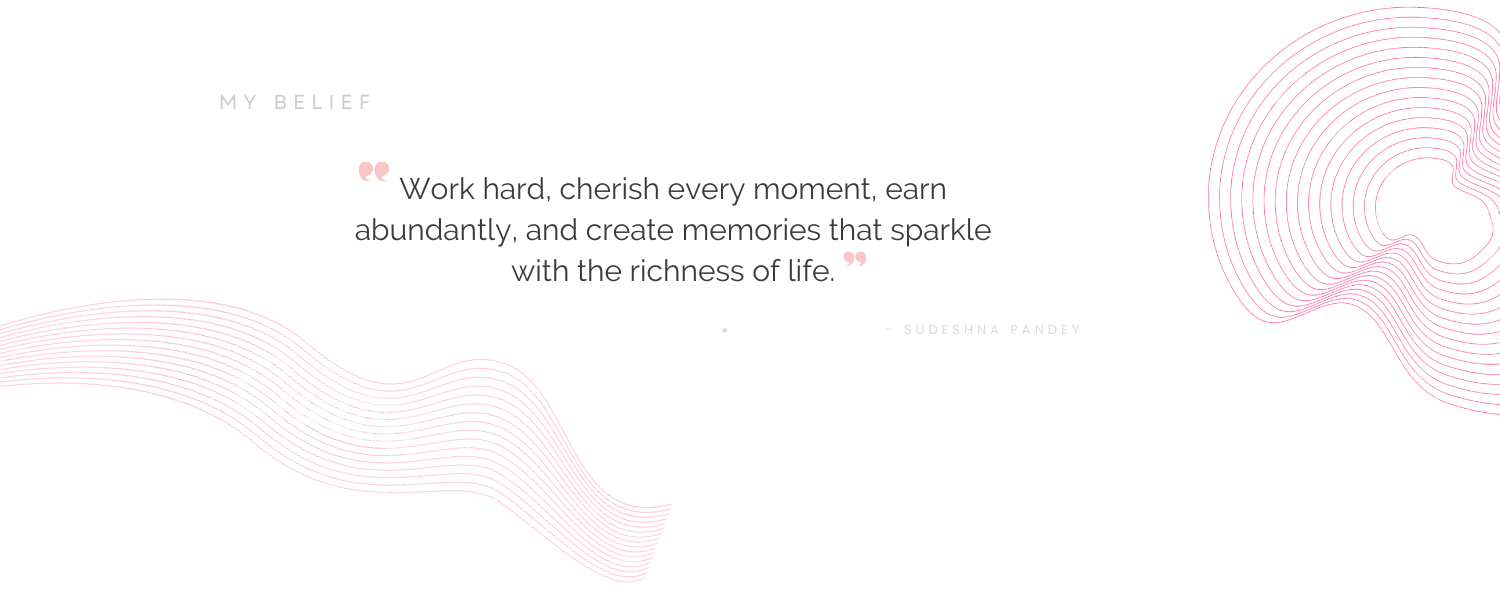 MY BELIEF
❟❟ Work hard, cherish every moment, earn
abundantly, and create memories that sparkle
with the richness of life. ❟❟
- SUDESHNA PANDEY